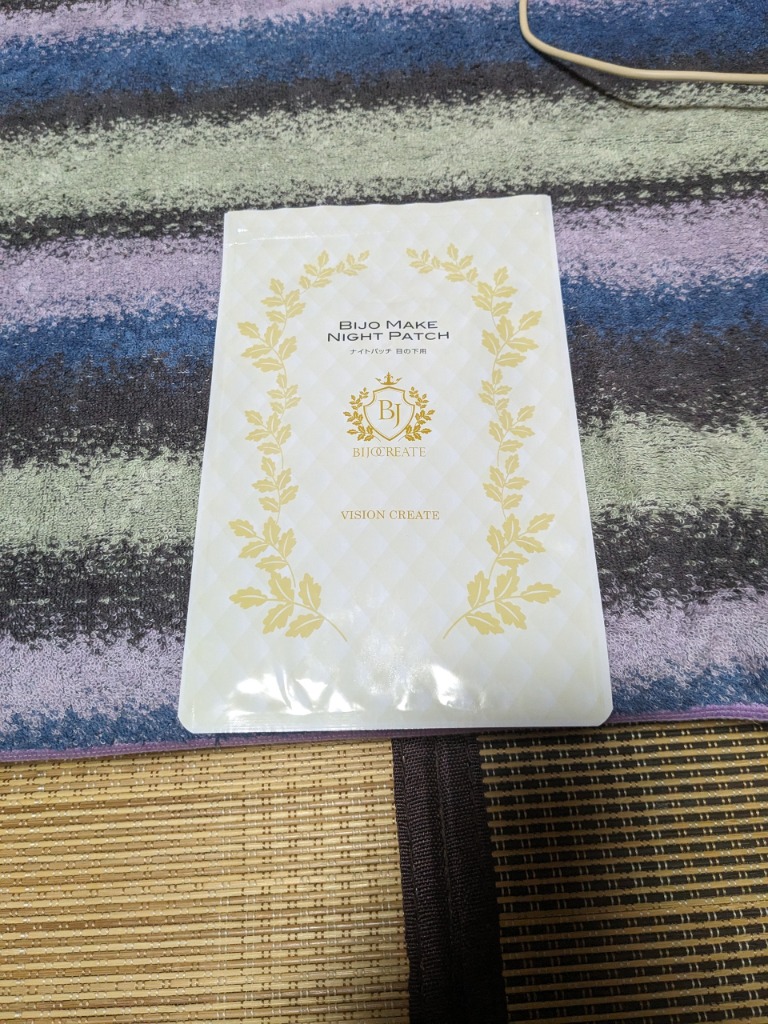 BIJO MAKE
NIGHT PATCH
ナイトパッチ 目の下用
BJ
BIJOCREATE
VISION CREATE